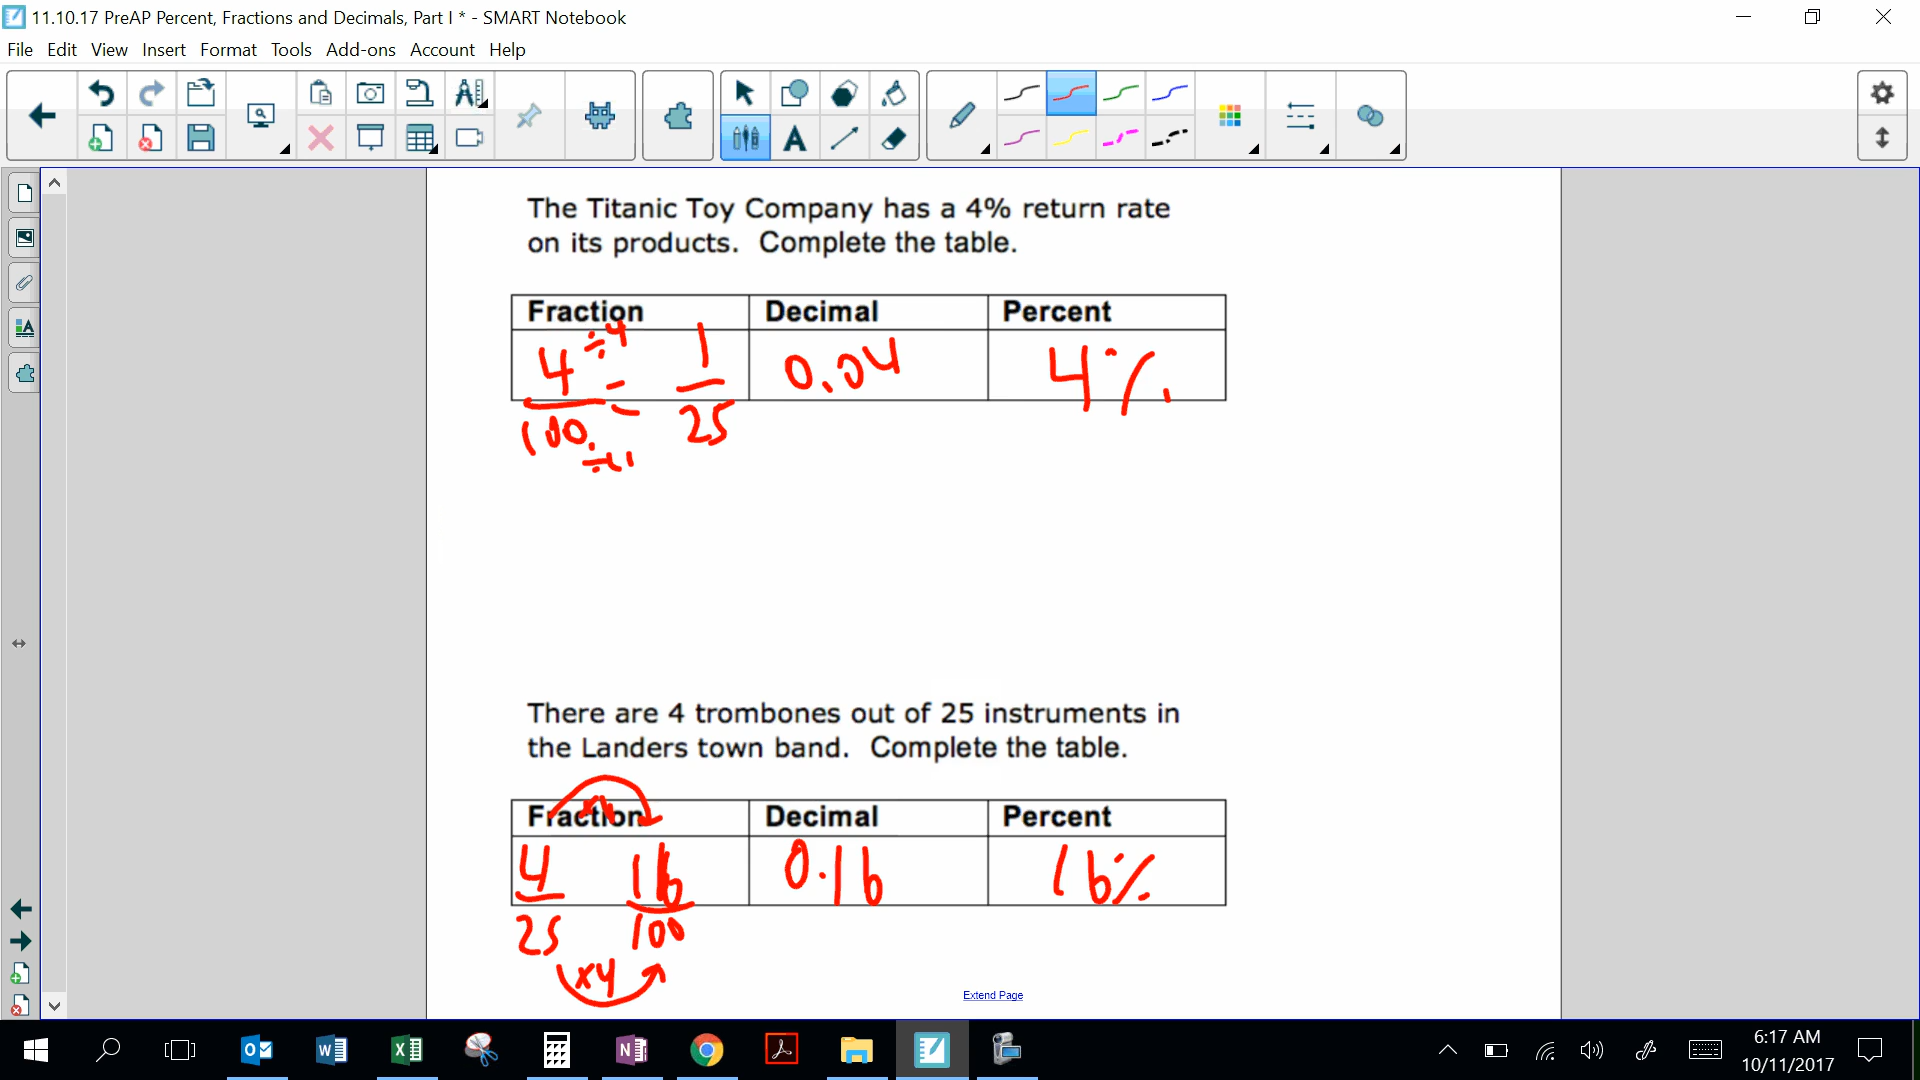 11.10.17 PreAP Percent, Fractions and Decimals, Part I * - SMART Notebook
File Edit View Insert Format Tools Add-ons Account Help
The Titanic Toy Company has a 4% return rate
on its products. Complete the table.
Fraction Decimal Percent
4 ÷4 = 1 0.04 4%
100 ÷4 25
There are 4 trombones out of 25 instruments in
the Landers town band. Complete the table.
Fraction Decimal Percent
4 16 0.16 16%
25 100
x4
Extend Page
6:17 AM
10/11/2017